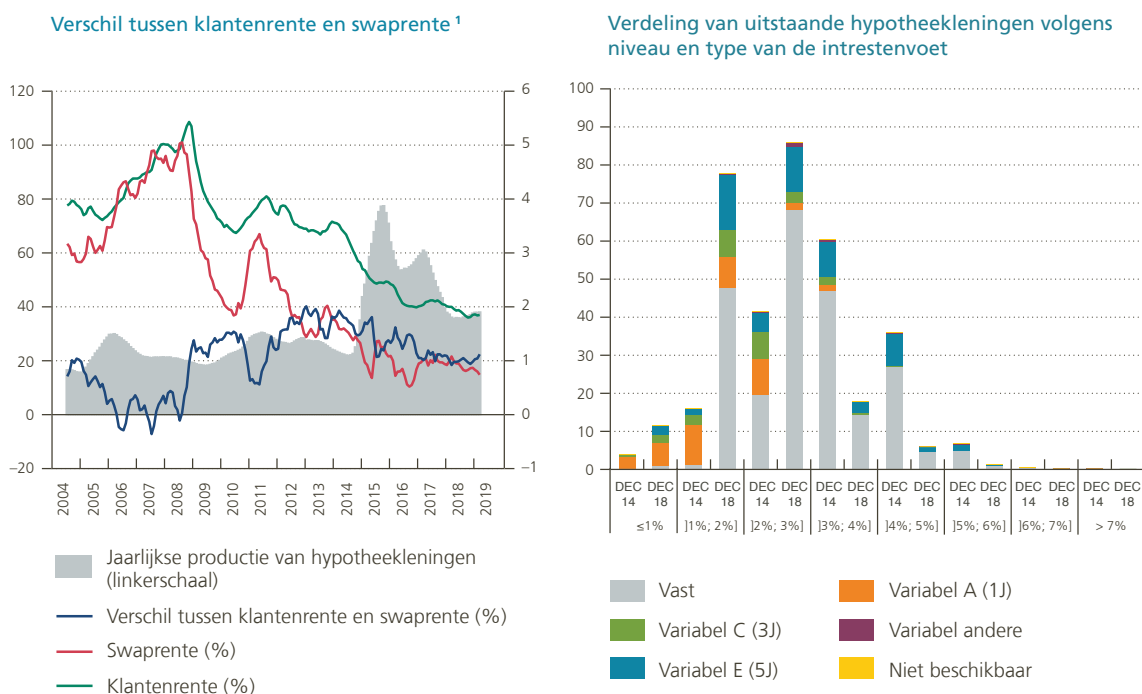 Verschil tussen klantenrente en swaprente ¹
120
100
80
60
40
20
0
–20
6
5
4
3
2
1
0
–1
2004
2005
2006
2007
2008
2009
2010
2011
2012
2013
2014
2015
2016
2017
2018
2019
Jaarlijkse productie van hypotheekleningen
(linkerschaal)
Verschil tussen klantenrente en swaprente (%)
Swaprente (%)
Klantenrente (%)
Verdeling van uitstaande hypotheekleningen volgens
niveau en type van de intrestenvoet
100
90
80
70
60
50
40
30
20
10
0
DEC DEC DEC DEC DEC DEC DEC DEC DEC DEC DEC DEC DEC DEC DEC DEC
14 18 14 18 14 18 14 18 14 18 14 18 14 18 14 18
≤1% ]1%; 2%] ]2%; 3%] ]3%; 4%] ]4%; 5%] ]5%; 6%] ]6%; 7%] > 7%
Vast
Variabel C (3J)
Variabel E (5J)
Variabel A (1J)
Variabel andere
Niet beschikbaar